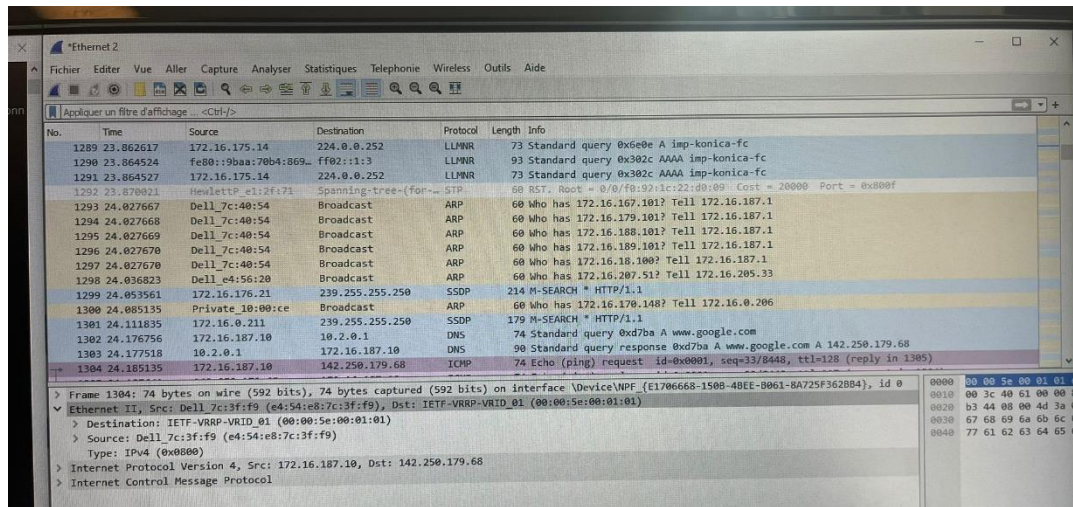 *Ethernet 2
Fichier Editer Vue Aller Capture Analyser Statistiques Telephonie Wireless Outils Aide
Appliquer un filtre d'affichage ... <Ctrl-/>
No. Time Source Destination Protocol Length Info
1289 23.862617 172.16.175.14 224.0.0.252 LLMNR 73 Standard query 0x6e0e A imp-konica-fc
1290 23.864524 fe80::9baa:70b4:869… ff02::1:3 LLMNR 93 Standard query 0x302c AAAA imp-konica-fc
1291 23.864527 172.16.175.14 224.0.0.252 LLMNR 73 Standard query 0x302c AAAA imp-konica-fc
1292 23.870021 HewlettP_e1:2f:71 Spanning-tree-(for-… STP 60 RST. Root = 0/0/f0:92:1c:22:d0:09 Cost = 20000 Port = 0x800f
1293 24.027667 Dell_7c:40:54 Broadcast ARP 60 Who has 172.16.167.101? Tell 172.16.187.1
1294 24.027668 Dell_7c:40:54 Broadcast ARP 60 Who has 172.16.179.101? Tell 172.16.187.1
1295 24.027669 Dell_7c:40:54 Broadcast ARP 60 Who has 172.16.188.101? Tell 172.16.187.1
1296 24.027670 Dell_7c:40:54 Broadcast ARP 60 Who has 172.16.189.101? Tell 172.16.187.1
1297 24.027670 Dell_7c:40:54 Broadcast ARP 60 Who has 172.16.18.100? Tell 172.16.187.1
1298 24.036823 Dell_e4:56:20 Broadcast ARP 60 Who has 172.16.207.51? Tell 172.16.205.33
1299 24.053561 172.16.176.21 239.255.255.250 SSDP 214 M-SEARCH * HTTP/1.1
1300 24.085135 Private_10:00:ce Broadcast ARP 60 Who has 172.16.170.148? Tell 172.16.0.206
1301 24.111835 172.16.0.211 239.255.255.250 SSDP 179 M-SEARCH * HTTP/1.1
1302 24.176756 172.16.187.10 10.2.0.1 DNS 74 Standard query 0xd7ba A www.google.com
1303 24.177518 10.2.0.1 172.16.187.10 DNS 90 Standard query response 0xd7ba A www.google.com A 142.250.179.68
1304 24.185135 172.16.187.10 142.250.179.68 ICMP 74 Echo (ping) request id=0x0001, seq=33/8448, ttl=128 (reply in 1305)
> Frame 1304: 74 bytes on wire (592 bits), 74 bytes captured (592 bits) on interface \Device\NPF_{E1706668-150B-4BEE-B061-8A725F362BB4}, id 0
Ethernet II, Src: Dell_7c:3f:f9 (e4:54:e8:7c:3f:f9), Dst: IETF-VRRP-VRID_01 (00:00:5e:00:01:01)
> Destination: IETF-VRRP-VRID_01 (00:00:5e:00:01:01)
> Source: Dell_7c:3f:f9 (e4:54:e8:7c:3f:f9)
Type: IPv4 (0x0800)
> Internet Protocol Version 4, Src: 172.16.187.10, Dst: 142.250.179.68
> Internet Control Message Protocol
0000 00 00 5e 00 01 01
0010 00 3c 40 61 00 00
0020 b3 44 08 00 4d 3a
0030 67 68 69 6a 6b 6c
0040 77 61 62 63 64 65